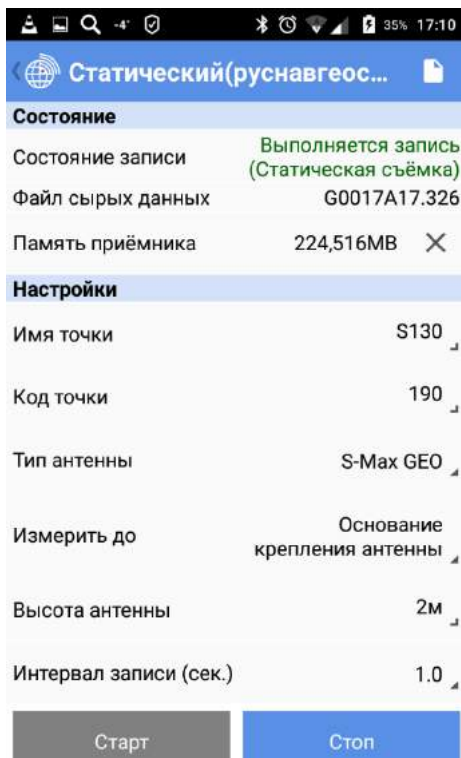 -4° 35% 17:10
Статический(руснавгеос...
Состояние
Состояние записи Выполняется запись
(Статическая съёмка)
Файл сырых данных G0017A17.326
Память приёмника 224,516MB
Настройки
Имя точки S130
Код точки 190
Тип антенны S-Max GEO
Измерить до Основание
крепления антенны
Высота антенны 2м
Интервал записи (сек.) 1.0
Старт Стоп